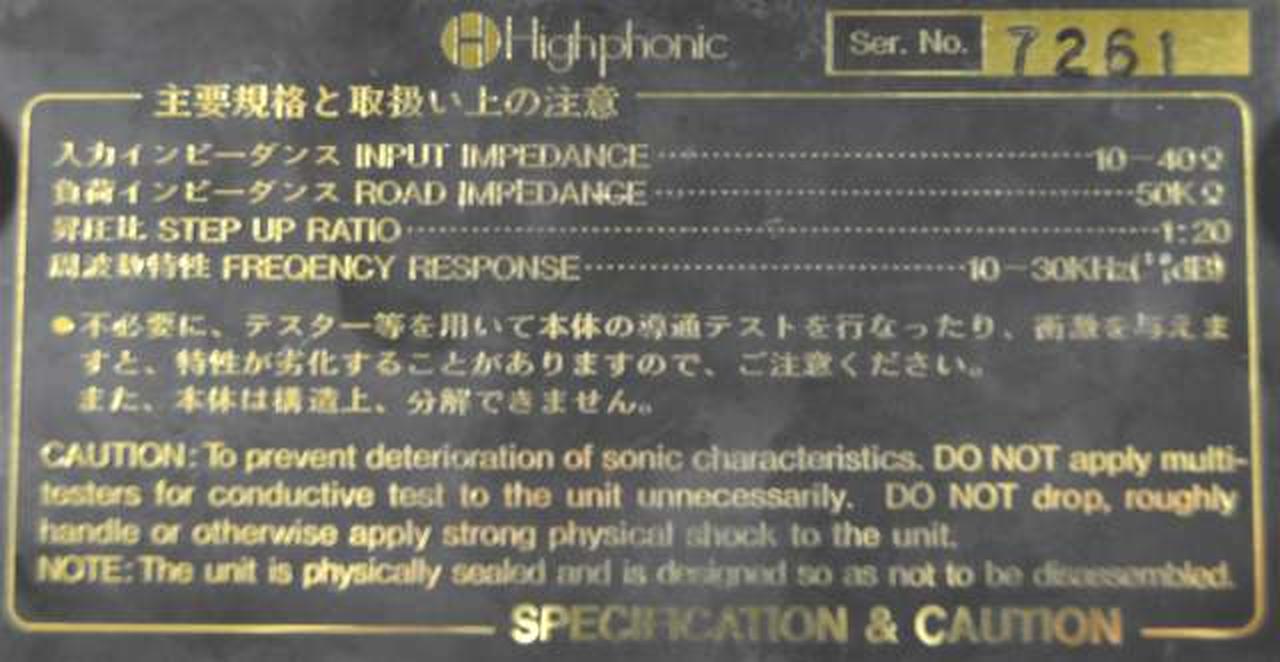 Highphonic
Ser. No. 7261
主要規格と取扱い上の注意
入力インピーダンス INPUT IMPEDANCE 10−40Ω
負荷インピーダンス ROAD IMPEDANCE 50KΩ
昇圧比 STEP UP RATIO 1:20
周波数特性 FREQENCY RESPONSE 10−30KHz
●不必要に、テスター等を用いて本体の導通テストを行なったり、衝激を与えま
すと、特性が劣化することがありますので、ご注意ください。
また、本体は構造上、分解できません。
CAUTION: To prevent deterioration of sonic characteristics. DO NOT apply multi-
testers for conductive test to the unit unnecessarily. DO NOT drop, roughly
handle or otherwise apply strong physical shock to the unit.
NOTE: The unit is physically sealed and is designed so as not to be disassembled.
SPECIFICATION & CAUTION